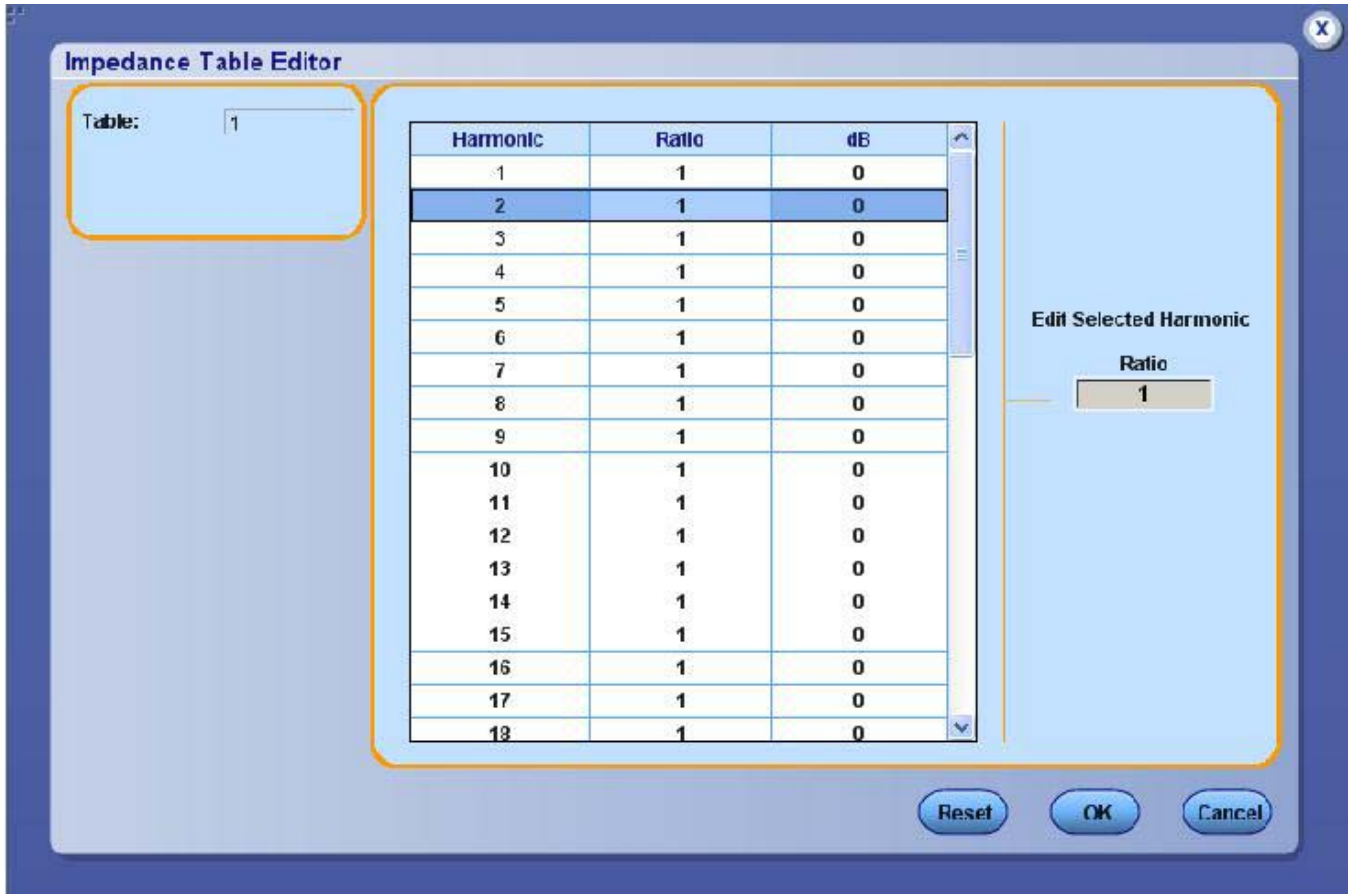 X
Impedance Table Editor
Table: 1
Harmonic Ratio dB
1 1 0
2 1 0
3 1 0
4 1 0
5 1 0
6 1 0
7 1 0
8 1 0
9 1 0
10 1 0
11 1 0
12 1 0
13 1 0
14 1 0
15 1 0
16 1 0
17 1 0
18 1 0
Edit Selected Harmonic
Ratio
1
Reset OK Cancel